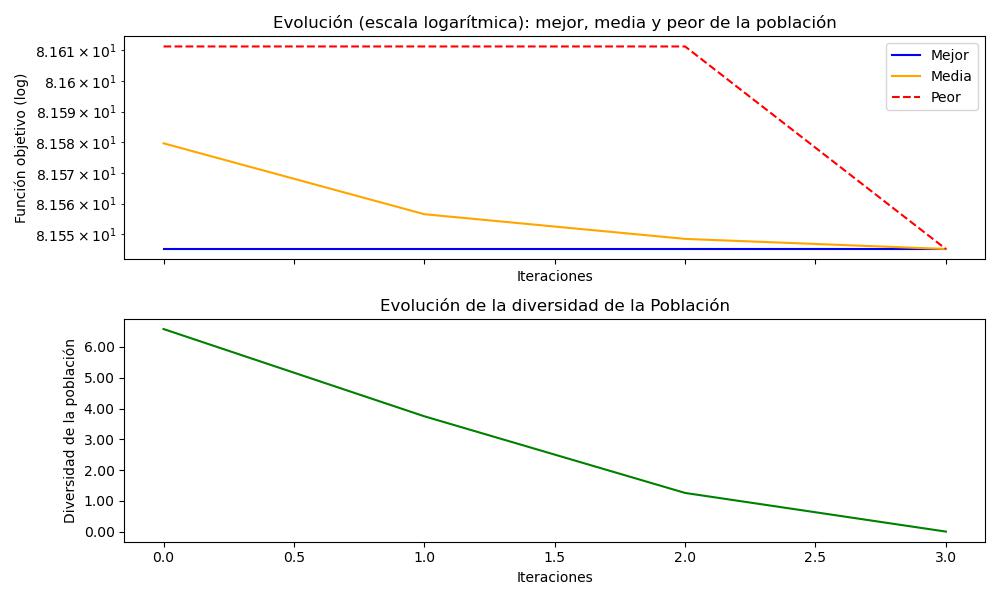 Evolución (escala logarítmica): mejor, media y peor de la población
Función objetivo (log)
8.161 × 10¹
8.16 × 10¹
8.159 × 10¹
8.158 × 10¹
8.157 × 10¹
8.156 × 10¹
8.155 × 10¹
Mejor
Media
Peor
Iteraciones
Evolución de la diversidad de la Población
Diversidad de la población
6.00
5.00
4.00
3.00
2.00
1.00
0.00
0.0 0.5 1.0 1.5 2.0 2.5 3.0
Iteraciones